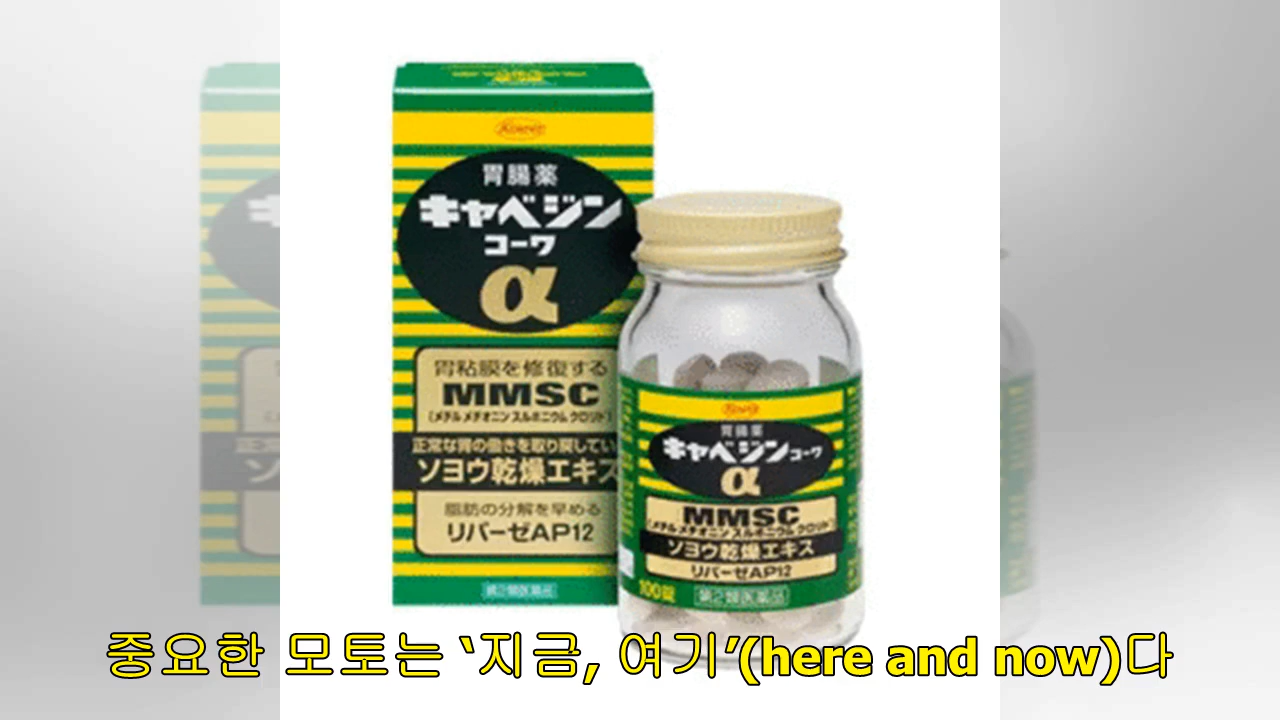 Kowa
胃腸薬
キャベジン
コーワ
α
胃粘膜を修復する
MMSC
(メチルメチオニンスルホニウムクロリド)
正常な胃の働きを取り戻してい
ソヨウ乾燥エキス
脂肪の分解を早める
リパーゼAP12
第2類医薬品
Kowa
胃腸薬
キャベジンコーワ
α
MMSC
(メチルメチオニンスルホニウムクロリド)
ソヨウ乾燥エキス
リパーゼAP12
100錠
第2類医薬品
중요한 모토는 ‘지금, 여기’(here and now)다